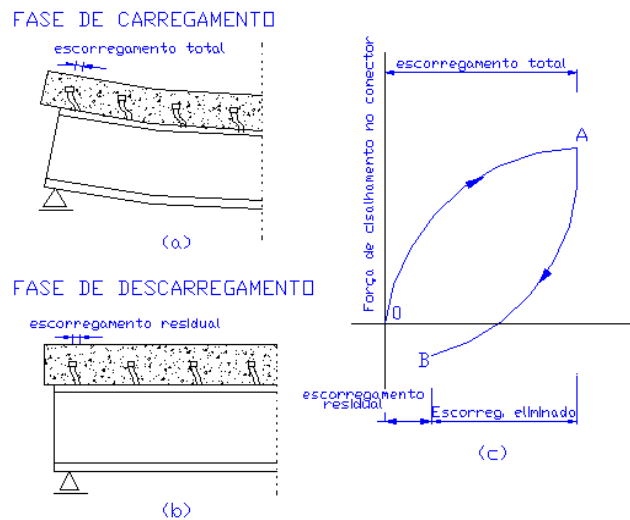 FASE DE CARREGAMENTO
escorregamento total
(a)
FASE DE DESCARREGAMENTO
escorregamento residual
(b)
Força de cisalhamento no conector
escorregamento total
A
O
B
escorregamento
residual
Escorreg. eliminado
(c)